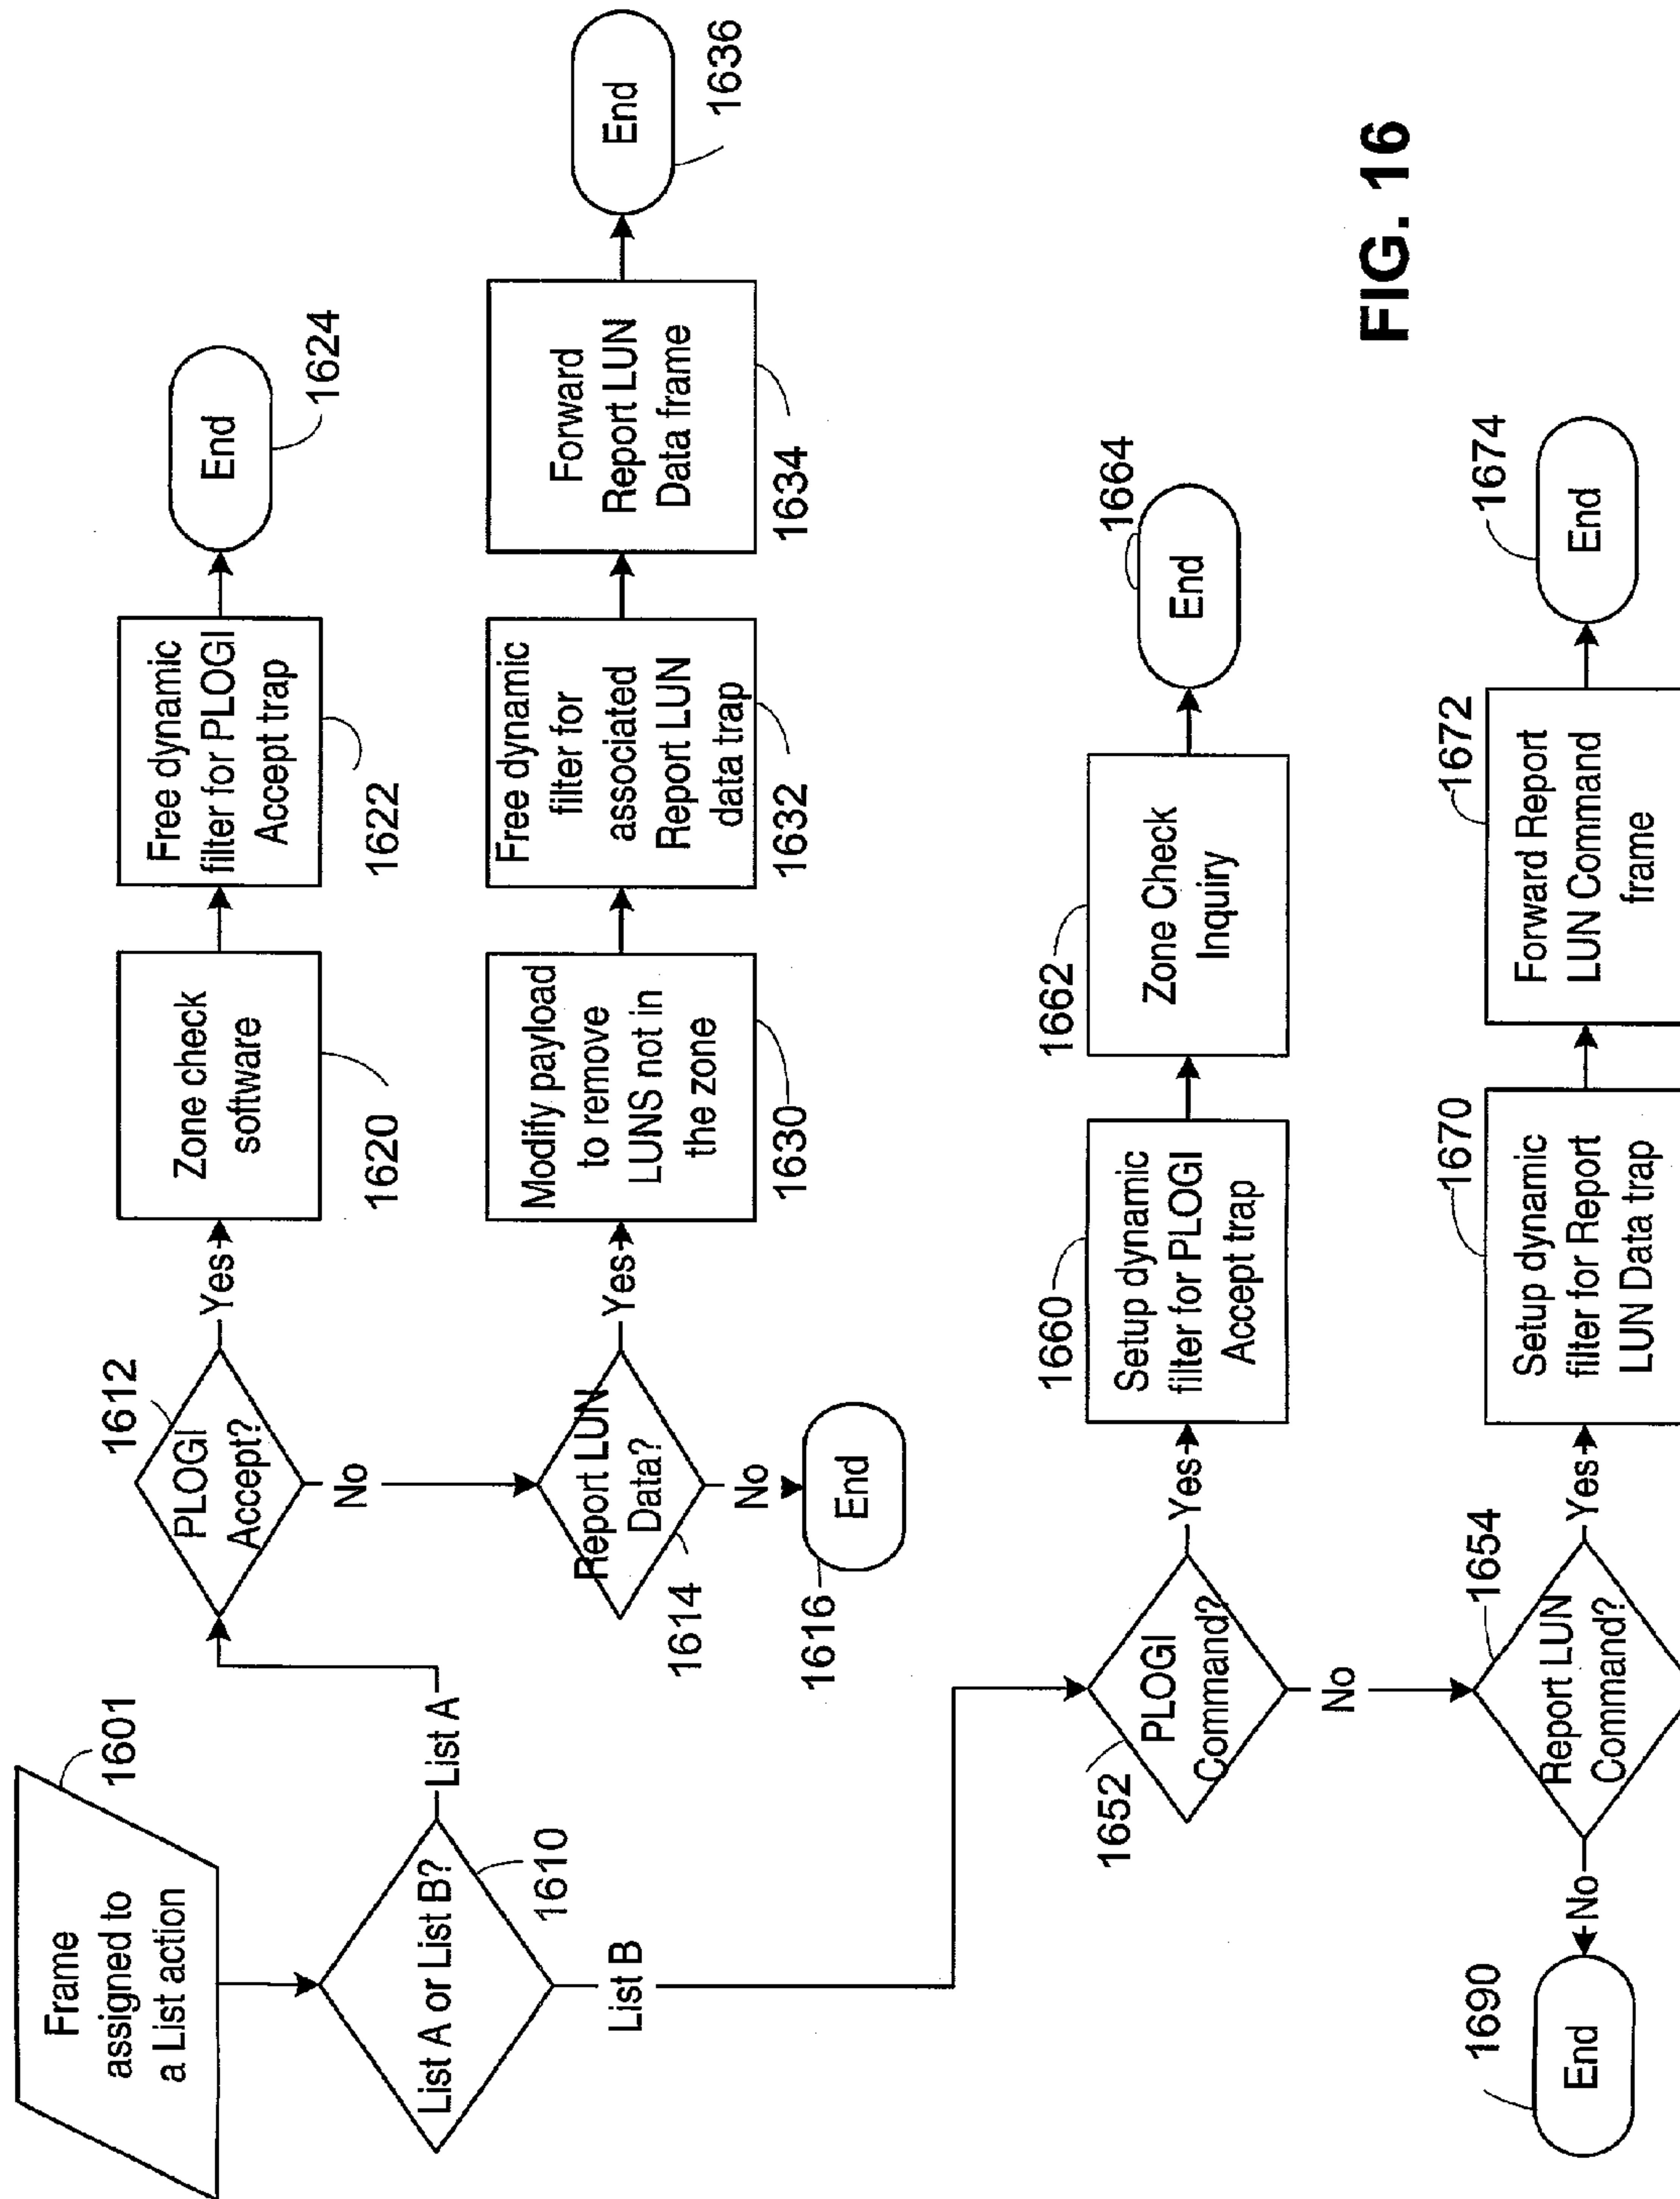 Frame
assigned to
a List action
1601
List A or List B?
1610
List A
List B
PLOGI
Accept?
1612
Yes
No
Zone check
software
1620
Free dynamic
filter for PLOGI
Accept trap
1622
End
1624
Report LUN
Data?
1614
Yes
No
End
1616
Modify payload
to remove
LUNS not in
the zone
1630
Free dynamic
filter for
associated
Report LUN
data trap
1632
Forward
Report LUN
Data frame
1634
End
1636
PLOGI
Command?
1652
Yes
No
Setup dynamic
filter for PLOGI
Accept trap
1660
Zone Check
Inquiry
1662
End
1664
Report LUN
Command?
1654
Yes
No
Setup dynamic
filter for Report
LUN Data trap
1670
Forward Report
LUN Command
frame
1672
End
1674
End
1690
FIG. 16